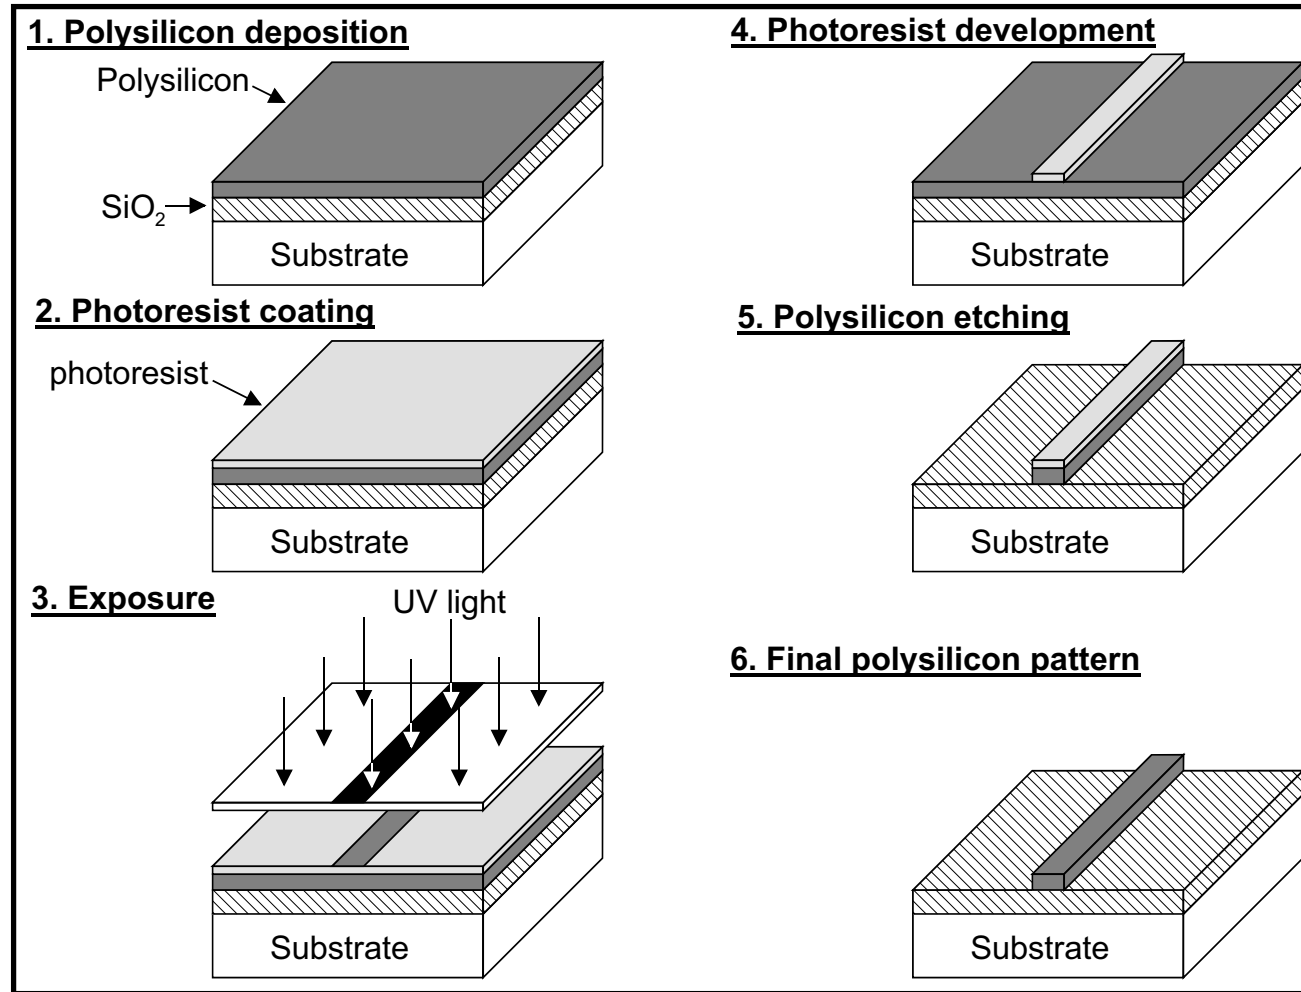 1. Polysilicon deposition
Polysilicon
SiO2
Substrate
2. Photoresist coating
photoresist
Substrate
3. Exposure
UV light
Substrate
4. Photoresist development
Substrate
5. Polysilicon etching
Substrate
6. Final polysilicon pattern
Substrate